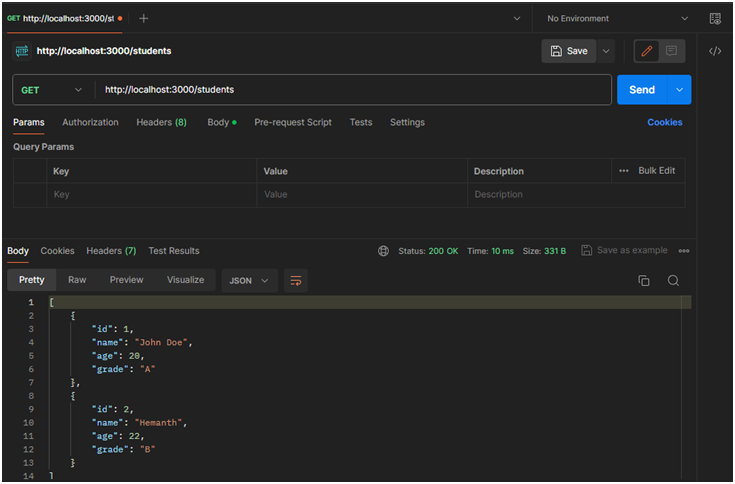 GET http://localhost:3000/st
No Environment
HTTP http://localhost:3000/students
Save
GET http://localhost:3000/students Send
Params Authorization Headers (8) Body Pre-request Script Tests Settings Cookies
Query Params
Key Value Description ••• Bulk Edit
Key Value Description
Body Cookies Headers (7) Test Results Status: 200 OK Time: 10 ms Size: 331 B Save as example •••
Pretty Raw Preview Visualize JSON
1 [
2 {
3 "id": 1,
4 "name": "John Doe",
5 "age": 20,
6 "grade": "A"
7 },
8 {
9 "id": 2,
10 "name": "Hemanth",
11 "age": 22,
12 "grade": "B"
13 }
14 ]